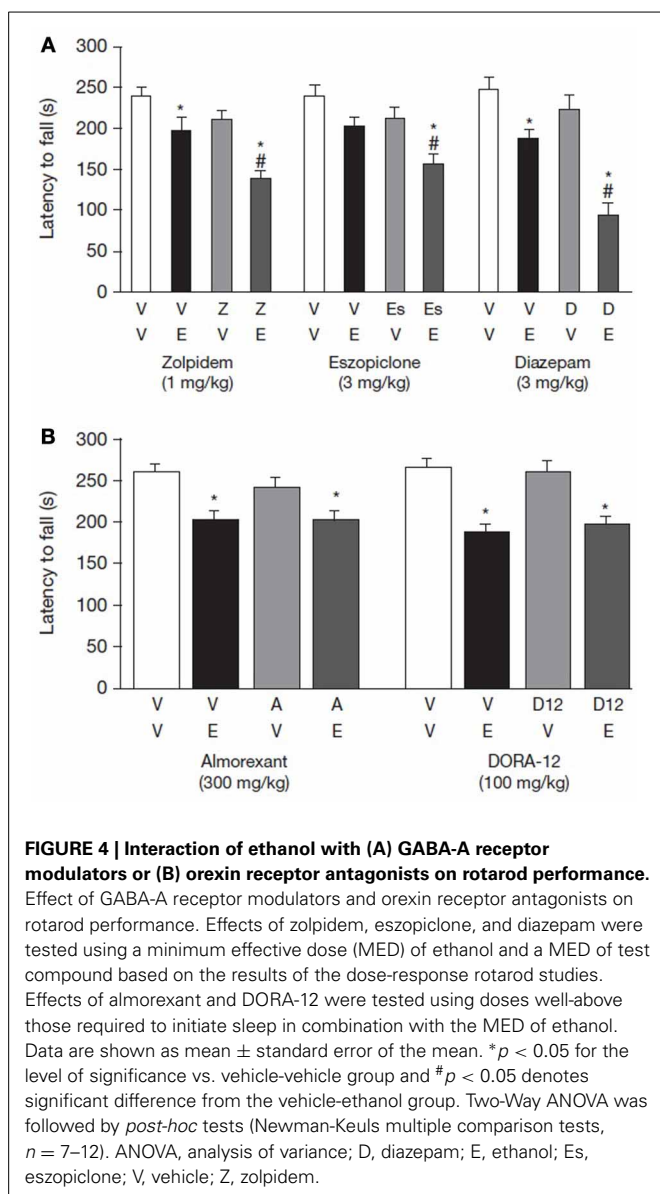 A
300
250
200
150
100
50
0
Latency to fall (s)
* * # * # * * #
V V Z Z V V Es Es V V D D
V E V E V E V E V E V E
Zolpidem Eszopiclone Diazepam
(1 mg/kg) (3 mg/kg) (3 mg/kg)
B
300
250
200
150
100
50
0
Latency to fall (s)
* * * *
V V A A V V D12 D12
V E V E V E V E
Almorexant DORA-12
(300 mg/kg) (100 mg/kg)
FIGURE 4 | Interaction of ethanol with (A) GABA-A receptor
modulators or (B) orexin receptor antagonists on rotarod performance.
Effect of GABA-A receptor modulators and orexin receptor antagonists on
rotarod performance. Effects of zolpidem, eszopiclone, and diazepam were
tested using a minimum effective dose (MED) of ethanol and a MED of test
compound based on the results of the dose-response rotarod studies.
Effects of almorexant and DORA-12 were tested using doses well-above
those required to initiate sleep in combination with the MED of ethanol.
Data are shown as mean ± standard error of the mean. *p < 0.05 for the
level of significance vs. vehicle-vehicle group and #p < 0.05 denotes
significant difference from the vehicle-ethanol group. Two-Way ANOVA was
followed by post-hoc tests (Newman-Keuls multiple comparison tests,
n = 7–12). ANOVA, analysis of variance; D, diazepam; E, ethanol; Es,
eszopiclone; V, vehicle; Z, zolpidem.